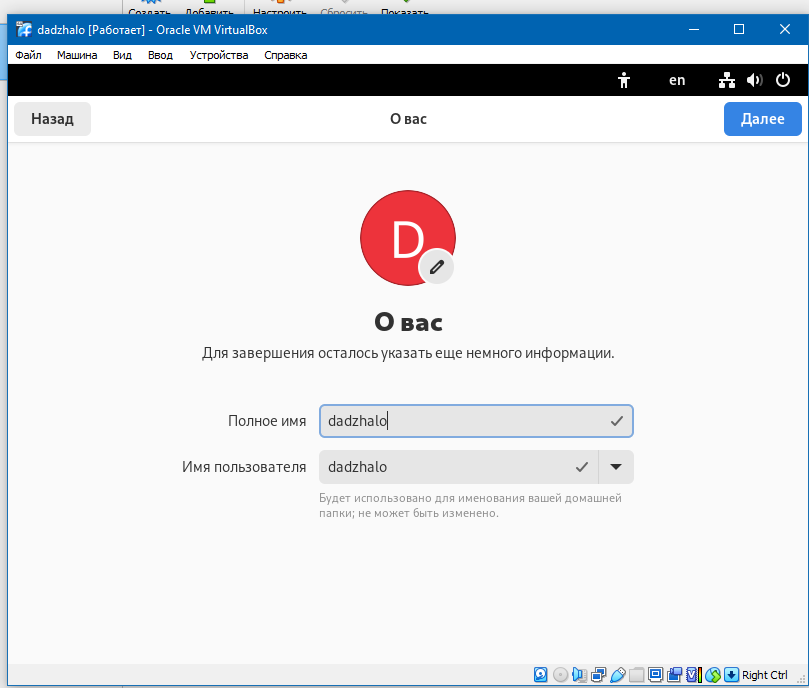 Создать Добавить Настроить Сбросить Показать
dadzhalo [Работает] - Oracle VM VirtualBox
Файл Машина Вид Ввод Устройства Справка
en
Назад О вас Далее
D
О вас
Для завершения осталось указать еще немного информации.
Полное имя dadzhalo
Имя пользователя dadzhalo
Будет использовано для именования вашей домашней
папки; не может быть изменено.
Right Ctrl